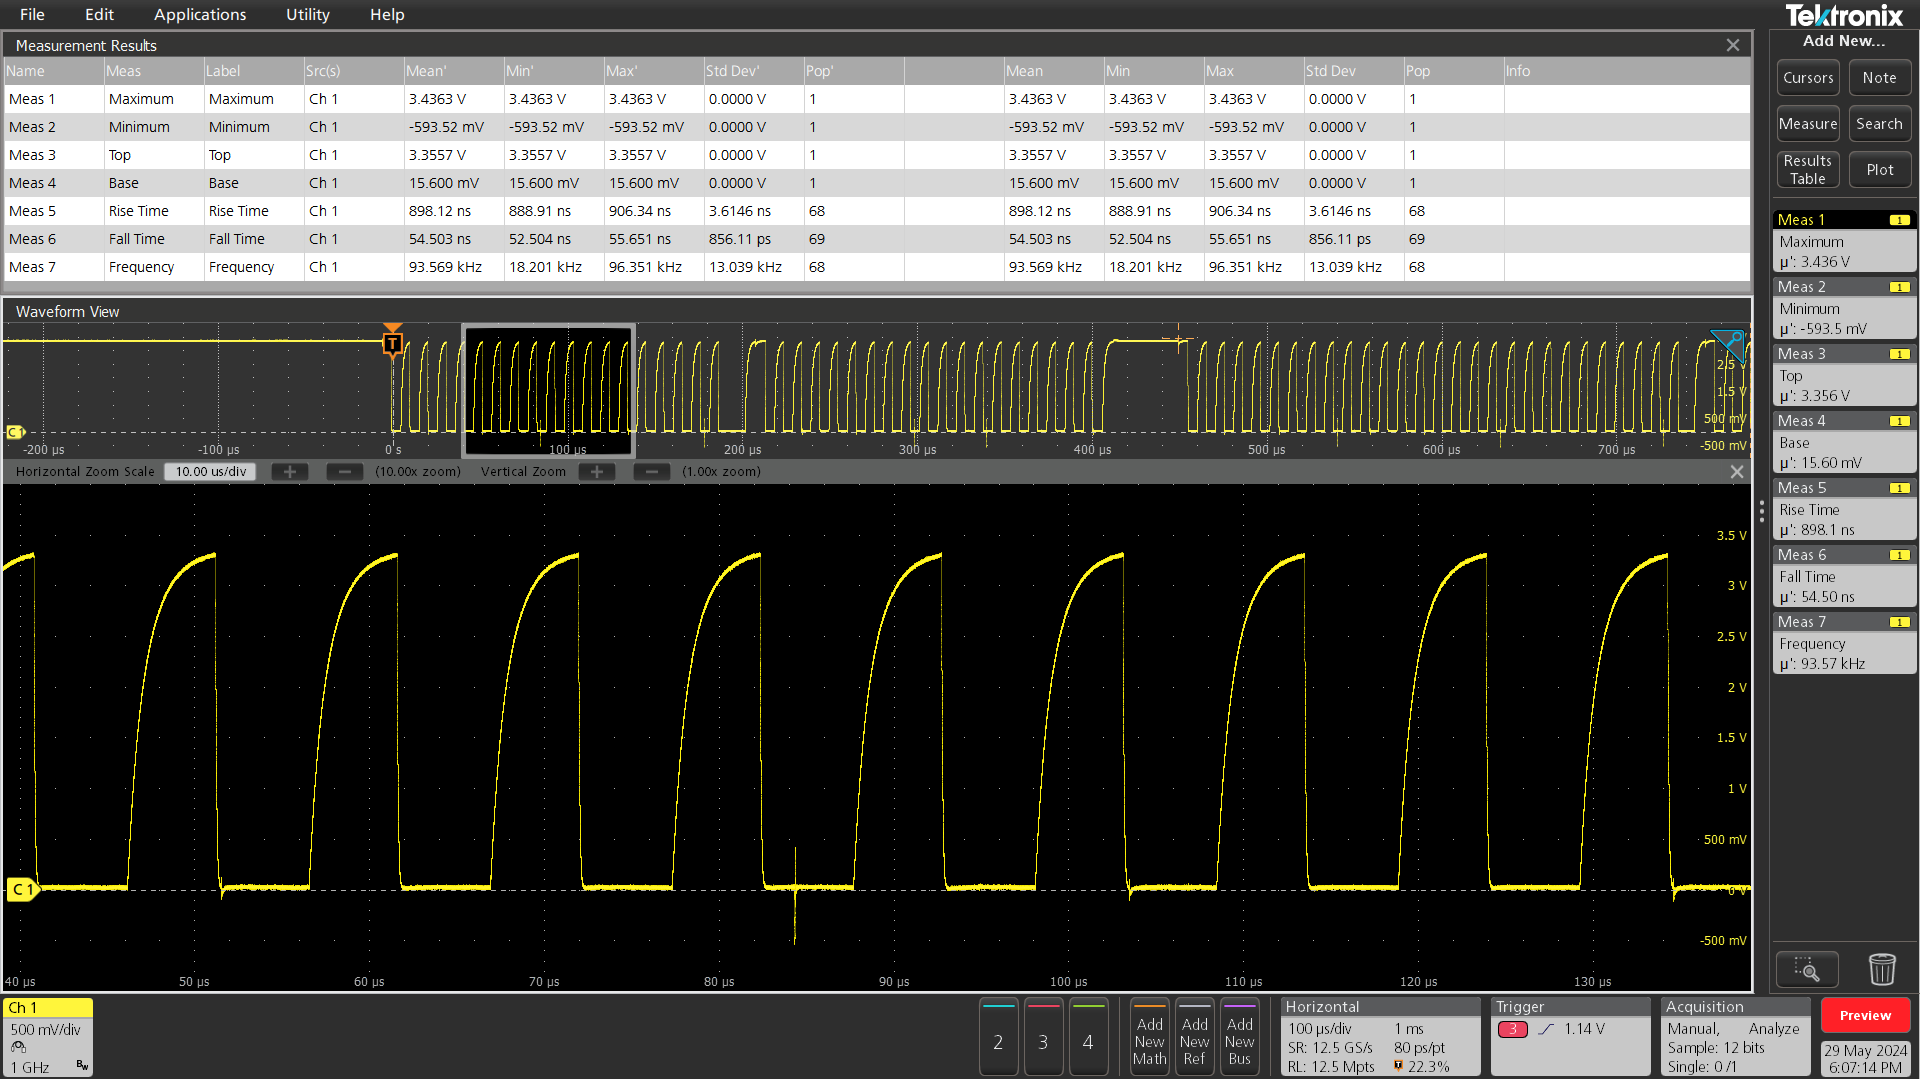 File Edit Applications Utility Help
Tektronix
Measurement Results
Add New...
Name Meas Label Src(s) Mean' Min' Max' Std Dev' Pop' Mean Min Max Std Dev Pop Info
Meas 1 Maximum Maximum Ch 1 3.4363 V 3.4363 V 3.4363 V 0.0000 V 1 3.4363 V 3.4363 V 3.4363 V 0.0000 V 1
Meas 2 Minimum Minimum Ch 1 -593.52 mV -593.52 mV -593.52 mV 0.0000 V 1 -593.52 mV -593.52 mV -593.52 mV 0.0000 V 1
Meas 3 Top Top Ch 1 3.3557 V 3.3557 V 3.3557 V 0.0000 V 1 3.3557 V 3.3557 V 3.3557 V 0.0000 V 1
Meas 4 Base Base Ch 1 15.600 mV 15.600 mV 15.600 mV 0.0000 V 1 15.600 mV 15.600 mV 15.600 mV 0.0000 V 1
Meas 5 Rise Time Rise Time Ch 1 898.12 ns 888.91 ns 906.34 ns 3.6146 ns 68 898.12 ns 888.91 ns 906.34 ns 3.6146 ns 68
Meas 6 Fall Time Fall Time Ch 1 54.503 ns 52.504 ns 55.651 ns 856.11 ps 69 54.503 ns 52.504 ns 55.651 ns 856.11 ps 69
Meas 7 Frequency Frequency Ch 1 93.569 kHz 18.201 kHz 96.351 kHz 13.039 kHz 68 93.569 kHz 18.201 kHz 96.351 kHz 13.039 kHz 68
Cursors Note
Measure Search
Results Table Plot
Meas 1 1
Maximum
µ': 3.436 V
Meas 2 1
Minimum
µ': -593.5 mV
Meas 3 1
Top
µ': 3.356 V
Meas 4 1
Base
µ': 15.60 mV
Meas 5 1
Rise Time
µ': 898.1 ns
Meas 6 1
Fall Time
µ': 54.50 ns
Meas 7 1
Frequency
µ': 93.57 kHz
Waveform View
T
2.5 V
1.5 V
500 mV
-500 mV
C1
-200 µs -100 µs 0 s 100 µs 200 µs 300 µs 400 µs 500 µs 600 µs 700 µs
Horizontal Zoom Scale 10.00 us/div + − (10.00x zoom) Vertical Zoom + − (1.00x zoom)
3.5 V
3 V
2.5 V
2 V
1.5 V
1 V
500 mV
C 1
0 V
-500 mV
40 µs 50 µs 60 µs 70 µs 80 µs 90 µs 100 µs 110 µs 120 µs 130 µs
Ch 1
500 mV/div
1 GHz Bw
2 3 4
Add New Math
Add New Ref
Add New Bus
Horizontal
100 µs/div 1 ms
SR: 12.5 GS/s 80 ps/pt
RL: 12.5 Mpts T 22.3%
Trigger
3 1.14 V
Acquisition
Manual, Analyze
Sample: 12 bits
Single: 0 /1
Preview
29 May 2024
6:07:14 PM